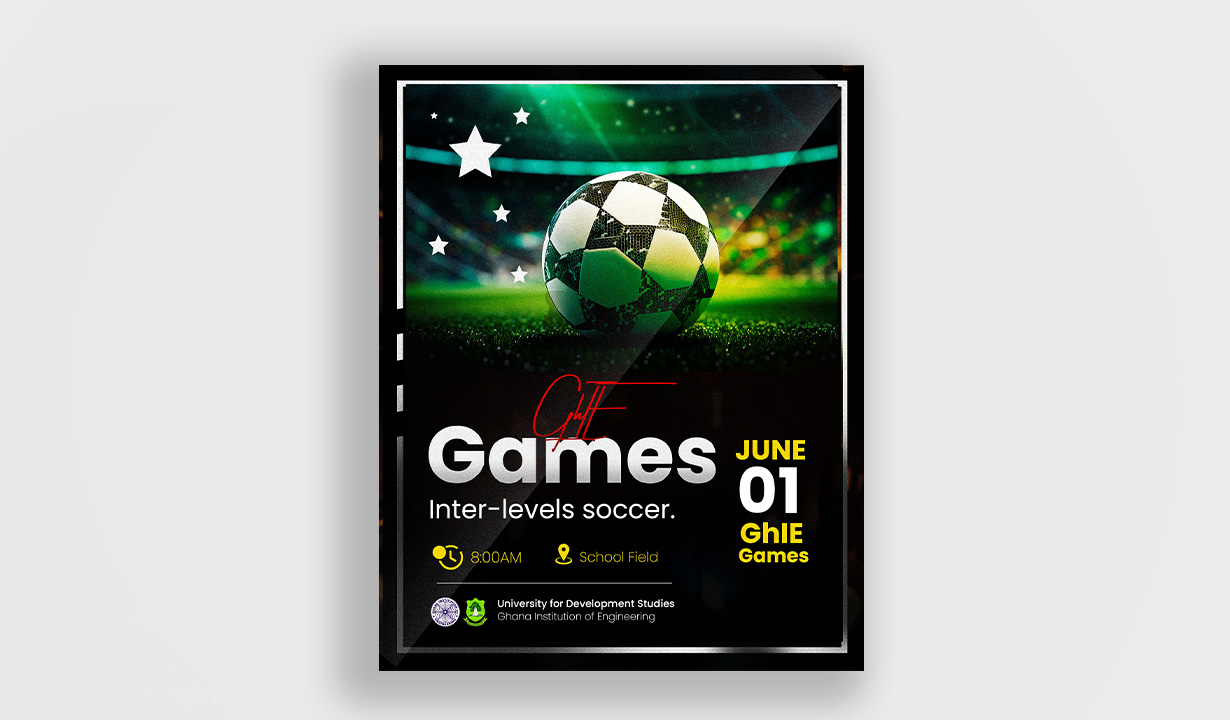 GhIE
Games
Inter-levels soccer.
JUNE
01
GhIE
Games
8:00AM
School Field
University for Development Studies
Ghana Institution of Engineering